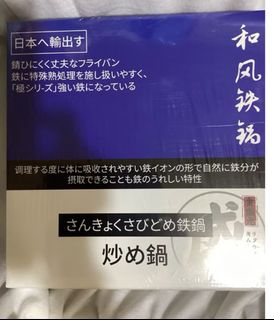 日本へ輸出す
錆ひにくく丈夫なフライパン
鉄に特殊熟処理を施し扱いやすく、
「極シリ-ズ」強い鉄になっている
和风铁锅
調理する度に体に吸收されやすい鉄イオンの形で自然に鉄分が
摂取できることも鉄のうれしい特性
さんきょくさびどめ鉄鍋
炒め鍋